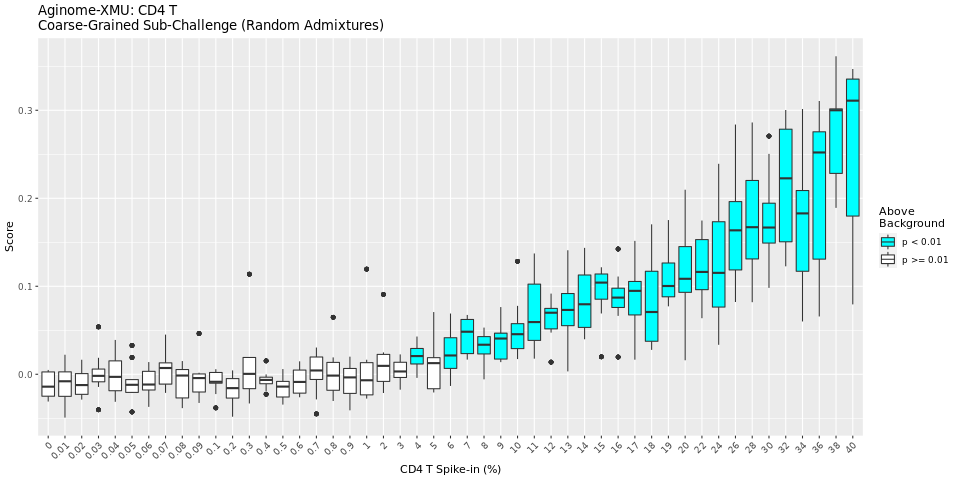 Aginome-XMU: CD4 T
Coarse-Grained Sub-Challenge (Random Admixtures)
0.3
0.2
0.1
0.0
Score
0 0.01 0.02 0.03 0.04 0.05 0.06 0.07 0.08 0.09 0.1 0.2 0.3 0.4 0.5 0.6 0.7 0.8 0.9 1 2 3 4 5 6 7 8 9 10 11 12 13 14 15 16 17 18 19 20 22 24 26 28 30 32 34 36 38 40
CD4 T Spike-in (%)
Above
Background
p < 0.01
p >= 0.01